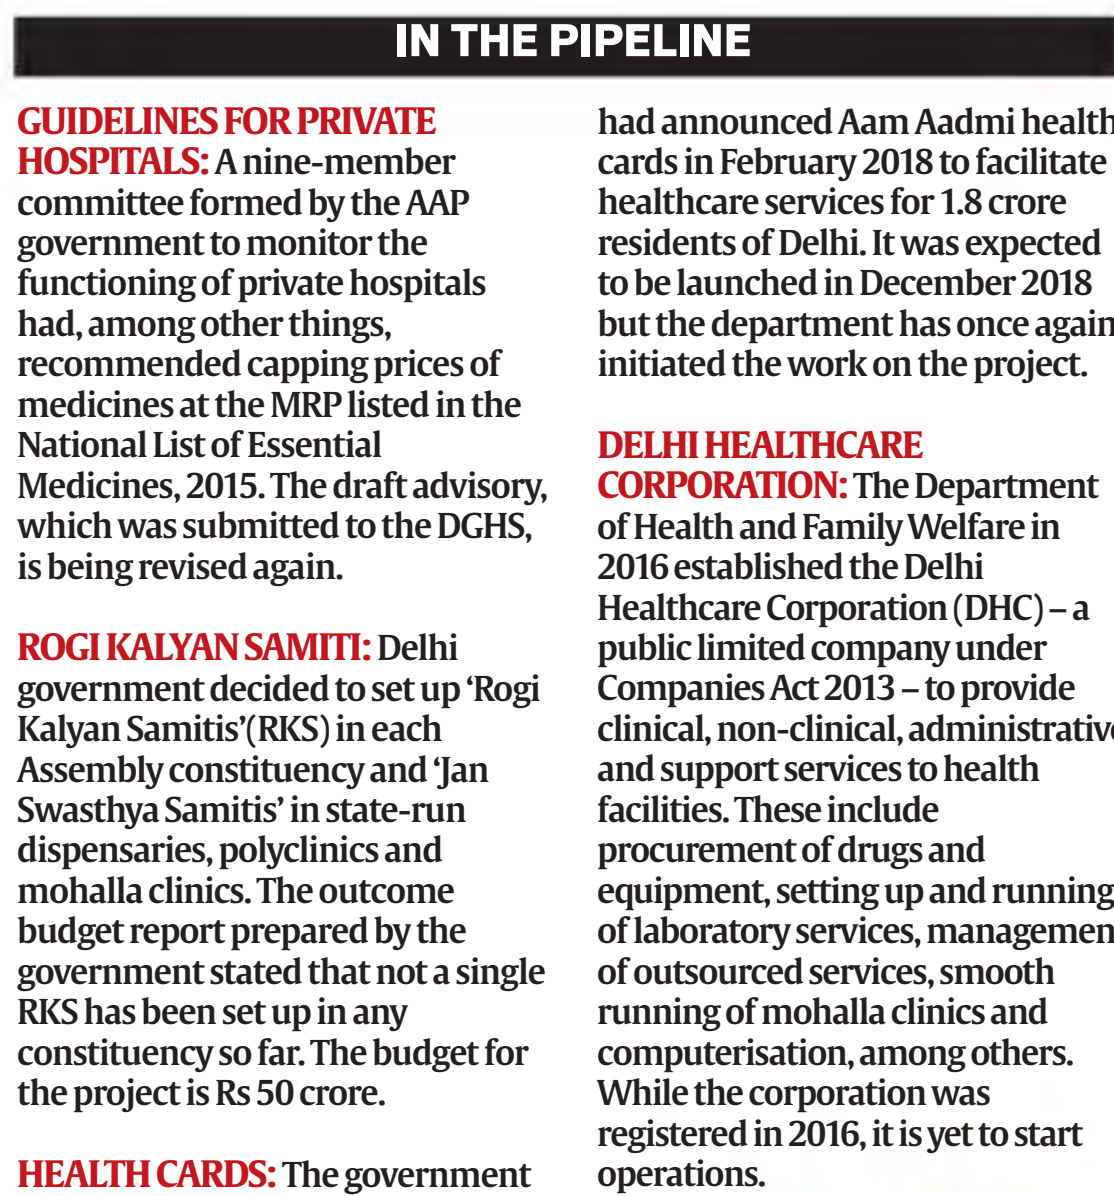 IN THE PIPELINE
GUIDELINES FOR PRIVATE
HOSPITALS: A nine-member
committee formed by the AAP
government to monitor the
functioning of private hospitals
had, among other things,
recommended capping prices of
medicines at the MRP listed in the
National List of Essential
Medicines, 2015. The draft advisory,
which was submitted to the DGHS,
is being revised again.
ROGI KALYAN SAMITI: Delhi
government decided to set up ‘Rogi
Kalyan Samitis’(RKS) in each
Assembly constituency and ‘Jan
Swasthya Samitis’ in state-run
dispensaries, polyclinics and
mohalla clinics. The outcome
budget report prepared by the
government stated that not a single
RKS has been set up in any
constituency so far. The budget for
the project is Rs 50 crore.
HEALTH CARDS: The government
had announced Aam Aadmi health
cards in February 2018 to facilitate
healthcare services for 1.8 crore
residents of Delhi. It was expected
to be launched in December 2018
but the department has once again
initiated the work on the project.
DELHI HEALTHCARE
CORPORATION: The Department
of Health and Family Welfare in
2016 established the Delhi
Healthcare Corporation (DHC) – a
public limited company under
Companies Act 2013 – to provide
clinical, non-clinical, administrative
and support services to health
facilities. These include
procurement of drugs and
equipment, setting up and running
of laboratory services, managemen
of outsourced services, smooth
running of mohalla clinics and
computerisation, among others.
While the corporation was
registered in 2016, it is yet to start
operations.